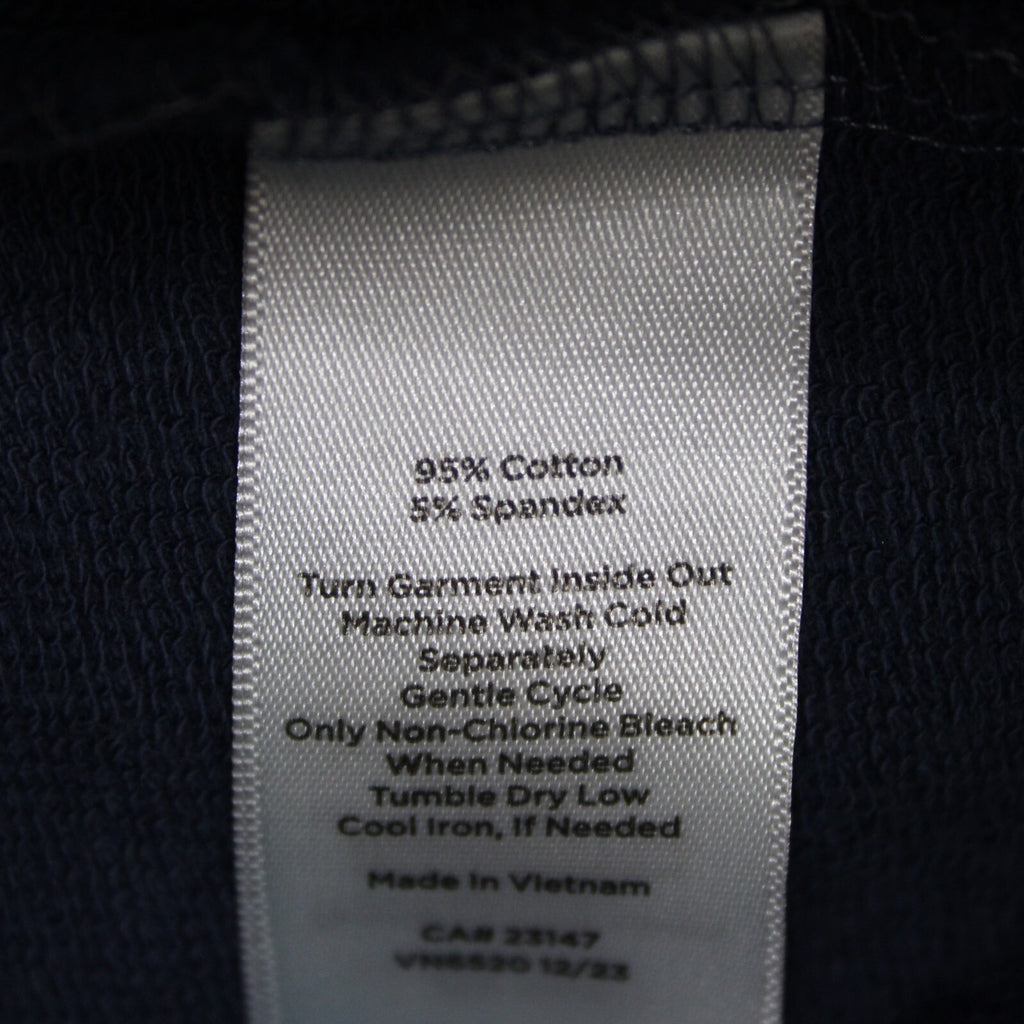 95% Cotton
5% Spandex
Turn Garment Inside Out
Machine Wash Cold
Separately
Gentle Cycle
Only Non-Chlorine Bleach
When Needed
Tumble Dry Low
Cool Iron, If Needed
Made In Vietnam
CA# 23147
VN6520 12/23